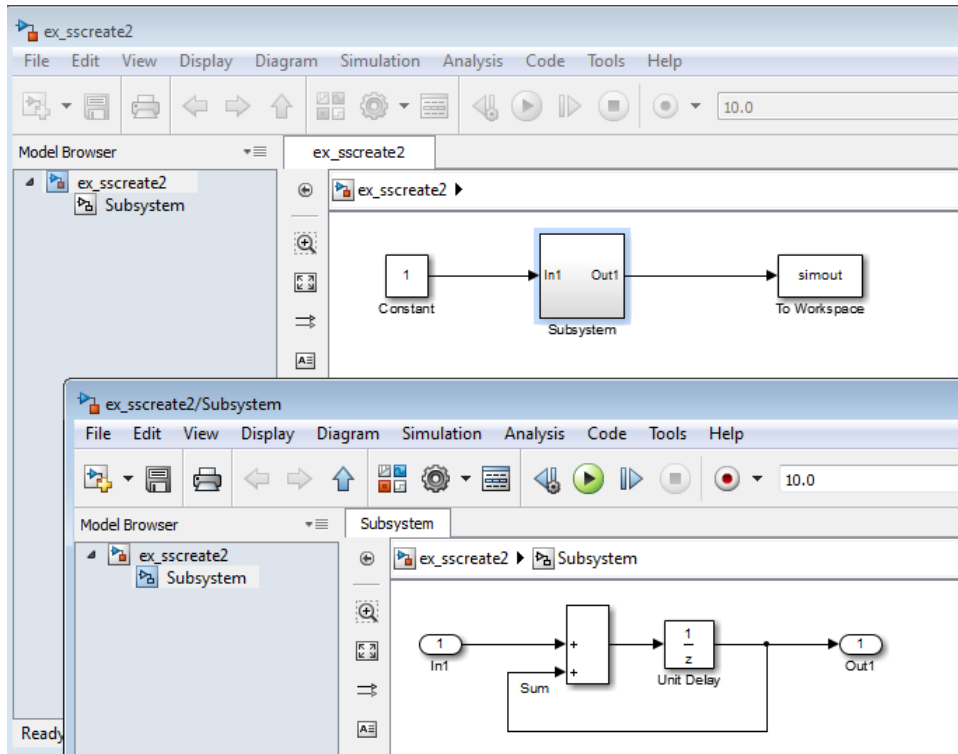 ex_sscreate2
File Edit View Display Diagram Simulation Analysis Code Tools Help
10.0
Model Browser
ex_sscreate2
ex_sscreate2
Subsystem
ex_sscreate2
1
Constant
In1 Out1
Subsystem
simout
To Workspace
A
Ready
ex_sscreate2/Subsystem
File Edit View Display Diagram Simulation Analysis Code Tools Help
10.0
Model Browser
Subsystem
ex_sscreate2
Subsystem
ex_sscreate2 Subsystem
1
In1
+
+
Sum
1
z
Unit Delay
1
Out1
A